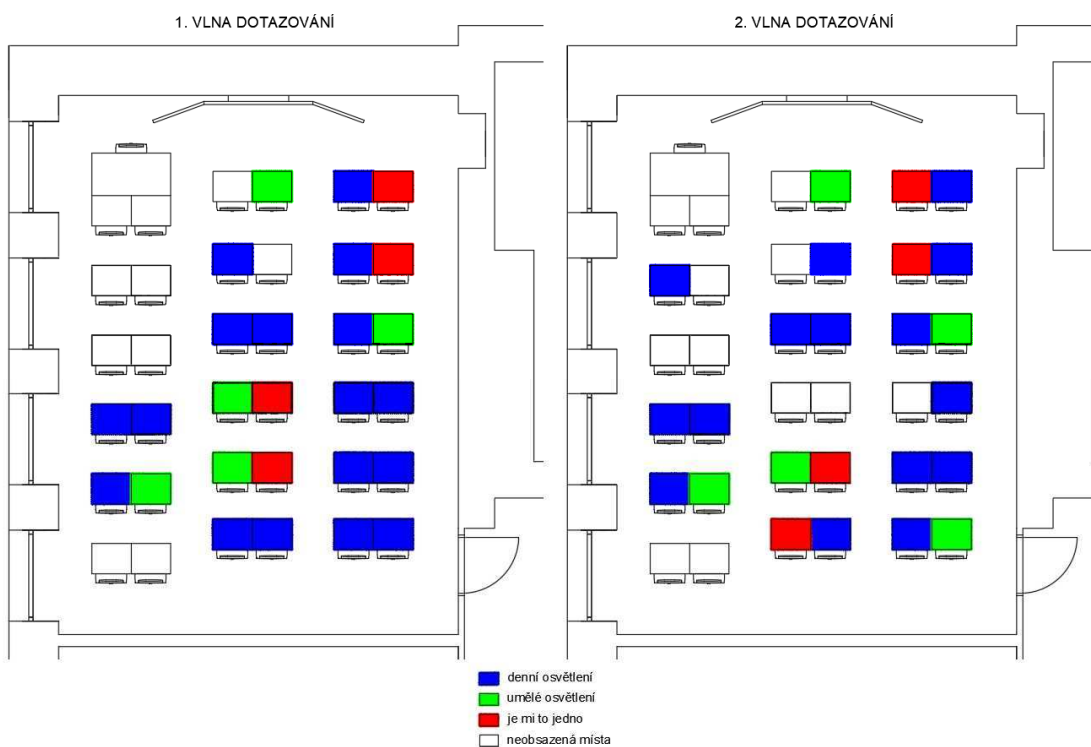 1. VLNA DOTAZOVÁNÍ
2. VLNA DOTAZOVÁNÍ
denní osvětlení
umělé osvětlení
je mi to jedno
neobsazená místa